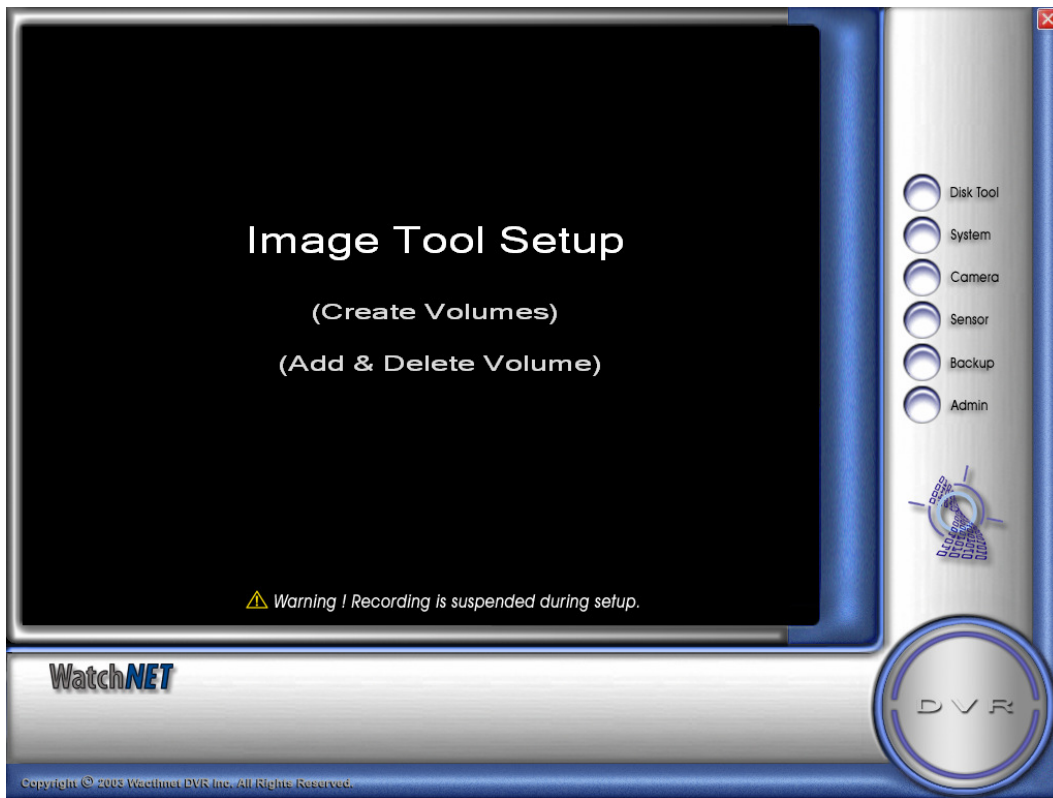 Image Tool Setup
(Create Volumes)
(Add & Delete Volume)
Warning ! Recording is suspended during setup.
Disk Tool
System
Camera
Sensor
Backup
Admin
WatchNET
DVR
Copyright © 2003 Wacthnet DVR Inc. All Rights Reserved.